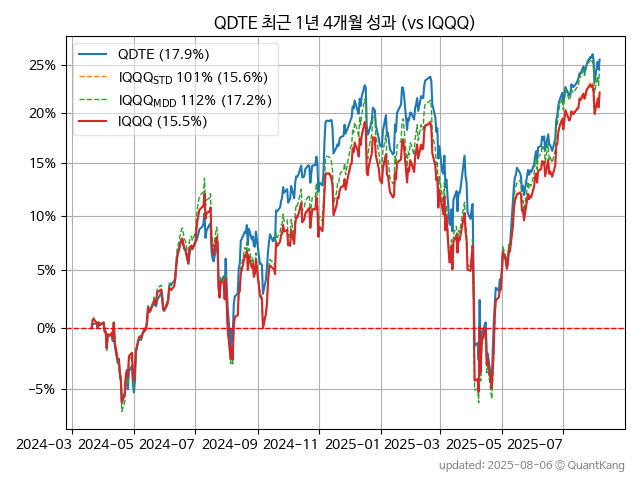 QDTE 최근 1년 4개월 성과 (vs IQQQ)
QDTE (17.9%)
IQQQSTD 101% (15.6%)
IQQQMDD 112% (17.2%)
IQQQ (15.5%)
25%
20%
15%
10%
5%
0%
−5%
2024-03 2024-05 2024-07 2024-09 2024-11 2025-01 2025-03 2025-05 2025-07
updated: 2025-08-06 © QuantKang